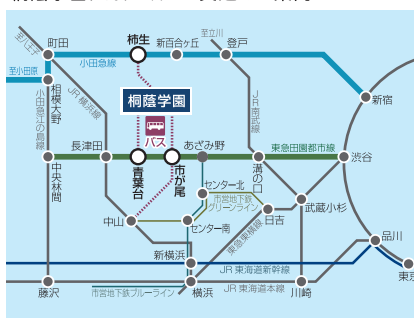 至八王子
町田
柿生
新百合ヶ丘
至立川
登戸
小田急線
至小田原
相模大野
JR横浜線
小田急江の島線
桐蔭学園
バス
JR南武線
新宿
長津田
あざみ野
東急田園都市線
渋谷
中央林間
青葉台
市が尾
溝の口
センター北
市営地下鉄
グリーンライン
日吉
武蔵小杉
中山
センター南
東急東横線
品川
新横浜
JR東海道新幹線
東京
藤沢
市営地下鉄ブルーライン
横浜
JR東海道本線
川崎